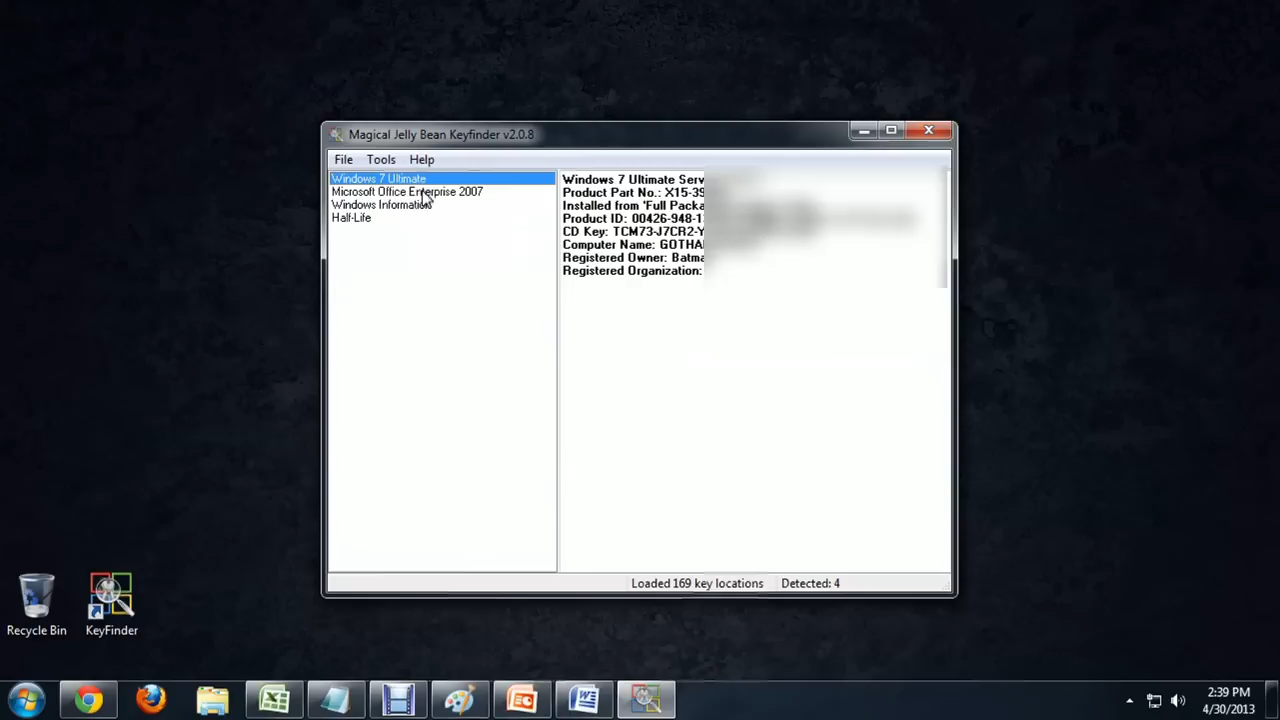 Magical Jelly Bean Keyfinder v2.0.8
File Tools Help
Windows 7 Ultimate
Microsoft Office Enterprise 2007
Windows Information
Half-Life
Windows 7 Ultimate Serv
Product Part No.: X15-39
Installed from 'Full Packa
Product ID: 00426-948-1
CD Key: TCM73-J7CR2-Y
Computer Name: GOTHA
Registered Owner: Batma
Registered Organization:
Loaded 169 key locations Detected: 4
Recycle Bin
KeyFinder
2:39 PM
4/30/2013